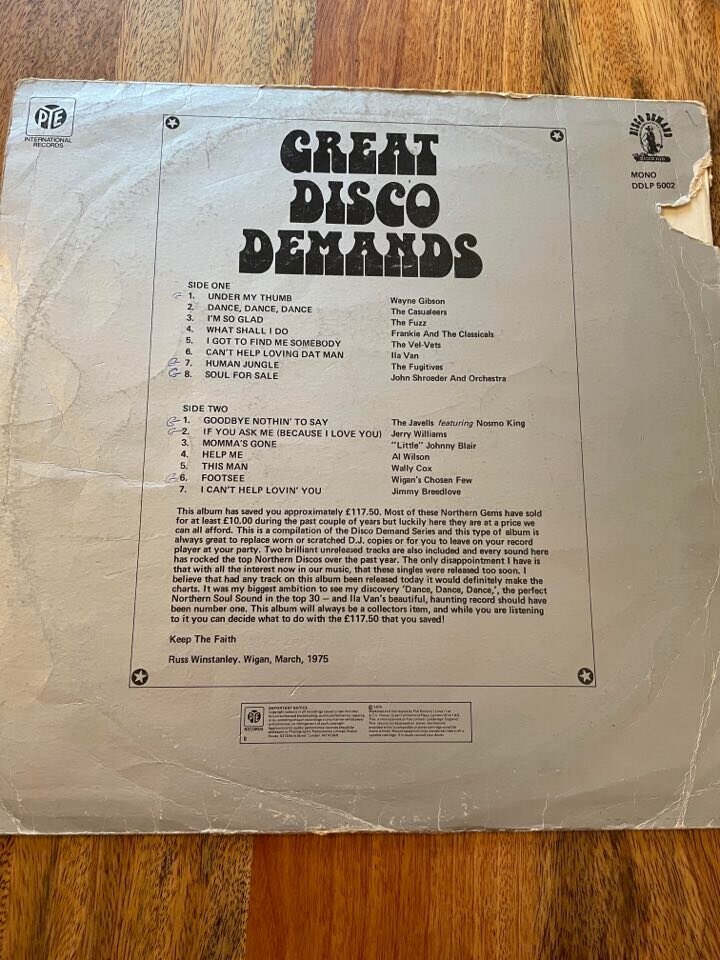 PYE
INTERNATIONAL
RECORDS
DISCO DEMAND
MONO
DDLP 5002
GREAT
DISCO
DEMANDS
SIDE ONE
1. UNDER MY THUMB Wayne Gibson
2. DANCE, DANCE, DANCE The Casualeers
3. I'M SO GLAD The Fuzz
4. WHAT SHALL I DO Frankie And The Classicals
5. I GOT TO FIND ME SOMEBODY The Vel-Vets
6. CAN'T HELP LOVING DAT MAN Ila Van
7. HUMAN JUNGLE The Fugitives
8. SOUL FOR SALE John Shroeder And Orchestra
SIDE TWO
1. GOODBYE NOTHIN' TO SAY The Javells featuring Nosmo King
2. IF YOU ASK ME (BECAUSE I LOVE YOU) Jerry Williams
3. MOMMA'S GONE "Little" Johnny Blair
4. HELP ME Al Wilson
5. THIS MAN Wally Cox
6. FOOTSEE Wigan's Chosen Few
7. I CAN'T HELP LOVIN' YOU Jimmy Breedlove
This album has saved you approximately £117.50. Most of these Northern Gems have sold
for at least £10.00 during the past couple of years but luckily here they are at a price we
can all afford. This is a compilation of the Disco Demand Series and this type of album is
always great to replace worn or scratched D.J. copies or for you to leave on your record
player at your party. Two brilliant unreleased tracks are also included and every sound here
has rocked the top Northern Discos over the past year. The only disappointment I have is
that with all the interest now in our music, that these singles were released too soon. I
believe that had any track on this album been released today it would definitely make the
charts. It was my biggest ambition to see my discovery 'Dance, Dance, Dance,', the perfect
Northern Soul Sound in the top 30 — and Ila Van's beautiful, haunting record should have
been number one. This album will always be a collectors item, and while you are listening
to it you can decide what to do with the £117.50 that you saved!
Keep The Faith
Russ Winstanley. Wigan, March, 1975
PYE
RECORDS
IMPORTANT NOTICE